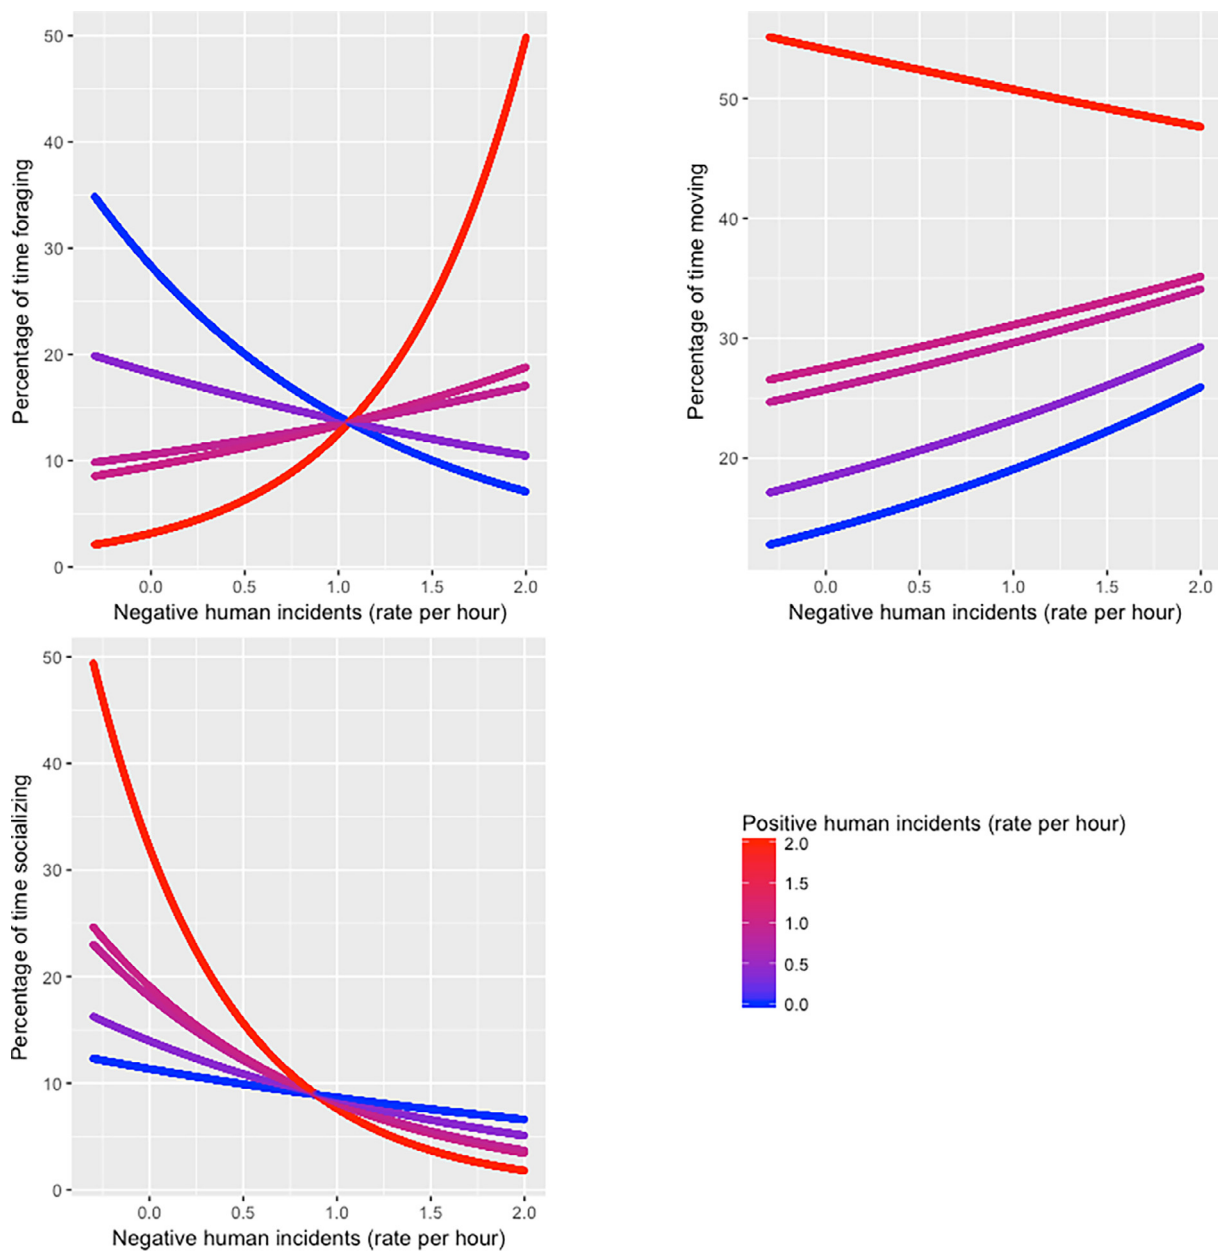 Percentage of time foraging
50
40
30
20
10
0
0.0 0.5 1.0 1.5 2.0
Negative human incidents (rate per hour)
Percentage of time moving
50
40
30
20
0.0 0.5 1.0 1.5 2.0
Negative human incidents (rate per hour)
Percentage of time socializing
50
40
30
20
10
0
0.0 0.5 1.0 1.5 2.0
Negative human incidents (rate per hour)
Positive human incidents (rate per hour)
2.0
1.5
1.0
0.5
0.0